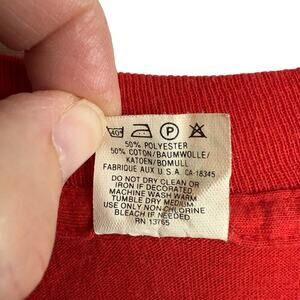 40° P
50% POLYESTER
50% COTON/BAUMWOLLE/
KATOEN/BOMULL
FABRIQUE AUX U.S.A. CA-18345
DO NOT DRY CLEAN OR
IRON IF DECORATED
MACHINE WASH WARM
TUMBLE DRY MEDIUM
USE ONLY NON-CHLORINE
BLEACH IF NEEDED
RN 13765